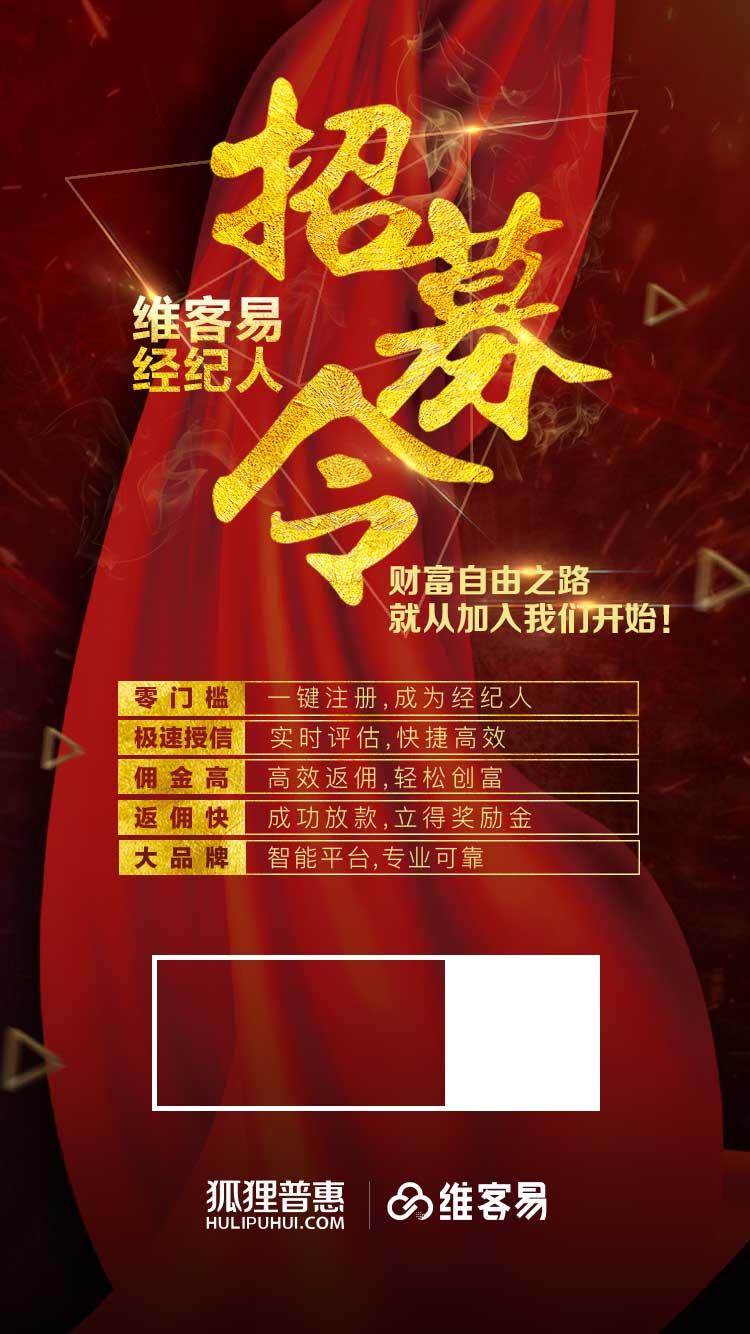 招募令
维客易
经纪人
财富自由之路
就从加入我们开始!
零门槛 一键注册,成为经纪人
极速授信 实时评估,快捷高效
佣金高 高效返佣,轻松创富
返佣快 成功放款,立得奖励金
大品牌 智能平台,专业可靠
狐狸普惠 维客易
HULIPUHUI.COM